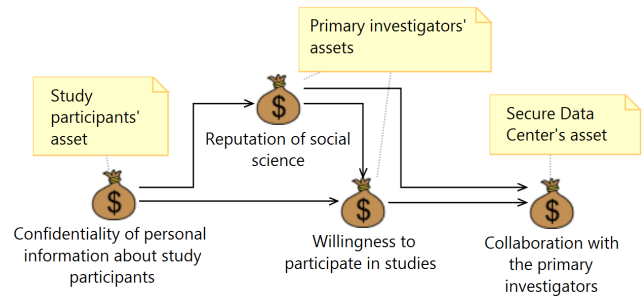 Primary investigators'
assets
Study
participants'
asset
Secure Data
Center's asset
$
Reputation of social
science
$
Confidentiality of personal
information about study
participants
$
Willingness to
participate in studies
$
Collaboration with
the primary
investigators